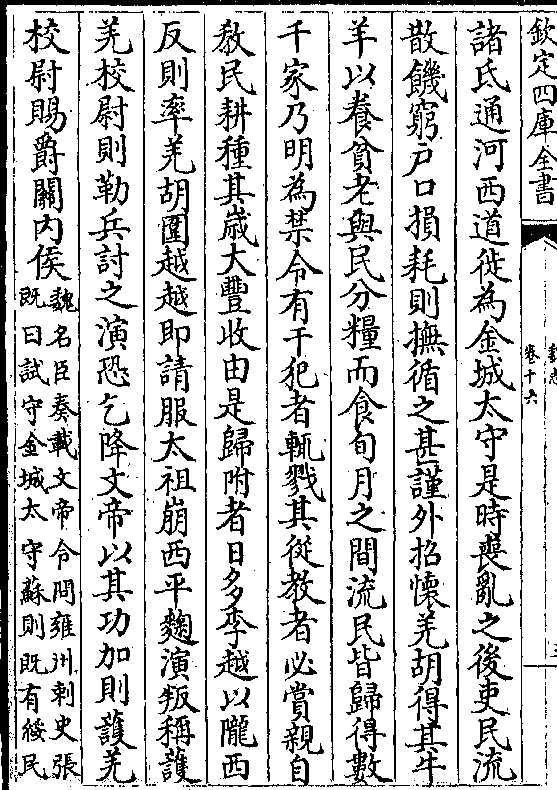 欽定四庫全書
魏志
卷十六
諸氐通河西道徙為金城太守是時喪亂之後吏民流
散饑窮户口損耗則撫循之甚謹外招懷羌胡得其牛
羊以養貧老與民分糧而食旬月之間流民皆歸得數
千家乃明為禁令有干犯者輒戮其從教者必賞親自
教民耕種其歲大豐收由是歸附者日多李越以隴西
反則率羌胡圍越越即請服太祖崩西平麴演叛稱護
羌校尉則勒兵討之演恐乞降文帝以其功加則護羌
校尉賜爵關内侯
魏名臣奏載文帝令問雍州刺史張
既曰試守金城太守蘇則既有綏民